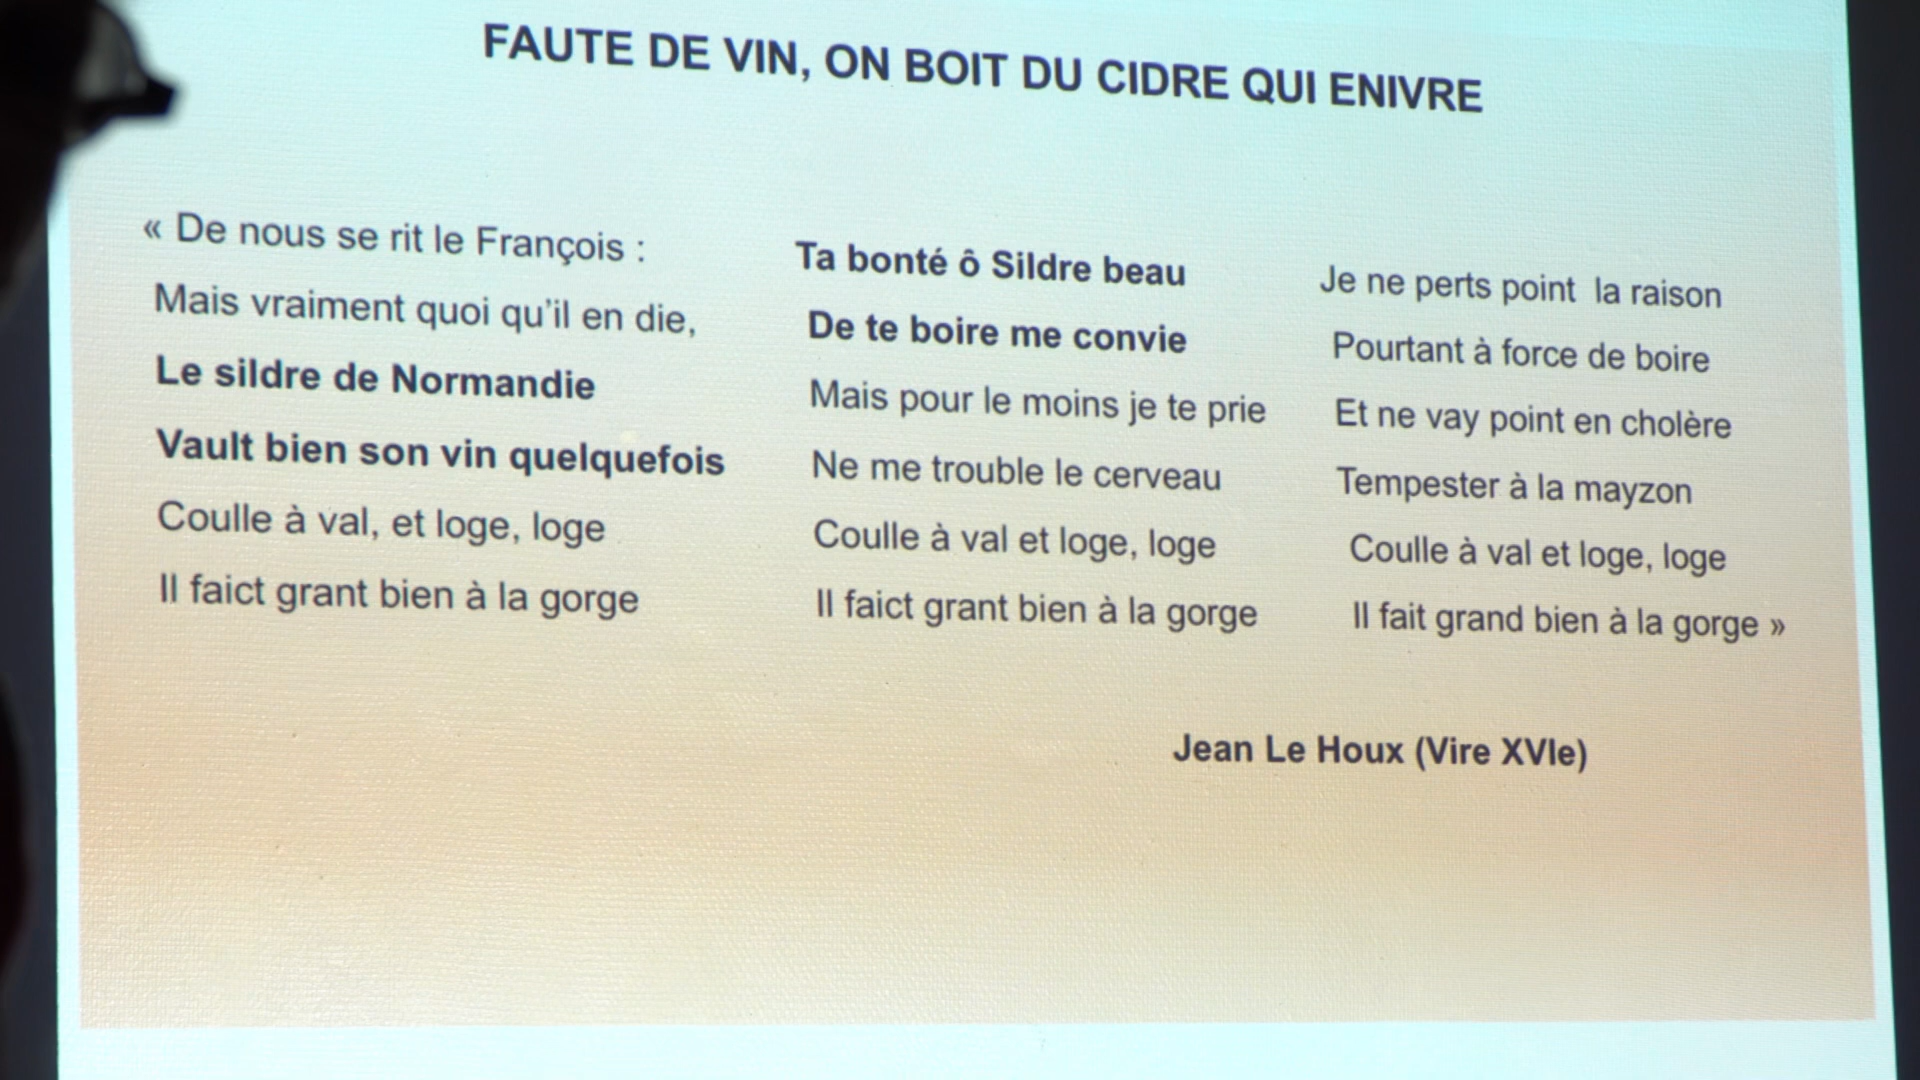 FAUTE DE VIN, ON BOIT DU CIDRE QUI ENIVRE
« De nous se rit le François :
Mais vraiment quoi qu'il en die,
Le sildre de Normandie
Vault bien son vin quelquefois
Coulle à val, et loge, loge
Il faict grant bien à la gorge
Ta bonté ô Sildre beau
De te boire me convie
Mais pour le moins je te prie
Ne me trouble le cerveau
Coulle à val et loge, loge
Il faict grant bien à la gorge
Je ne perts point la raison
Pourtant à force de boire
Et ne vay point en cholère
Tempester à la mayzon
Coulle à val et loge, loge
Il fait grand bien à la gorge »
Jean Le Houx (Vire XVIe)